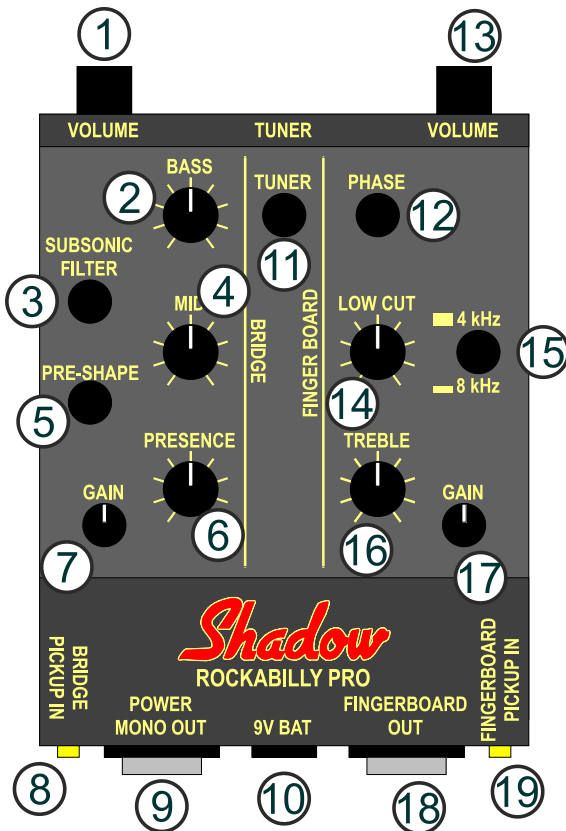 1
13
VOLUME
TUNER
VOLUME
BASS
2
TUNER
PHASE
12
SUBSONIC
FILTER
11
3
4
MID
BRIDGE
FINGER BOARD
LOW CUT
4 kHz
15
8 kHz
PRE-SHAPE
5
14
PRESENCE
TREBLE
GAIN
6
16
GAIN
7
17
Shadow
ROCKABILLY PRO
BRIDGE
PICKUP IN
POWER
MONO OUT
9V BAT
FINGERBOARD
OUT
FINGERBOARD
PICKUP IN
8
9
10
18
19